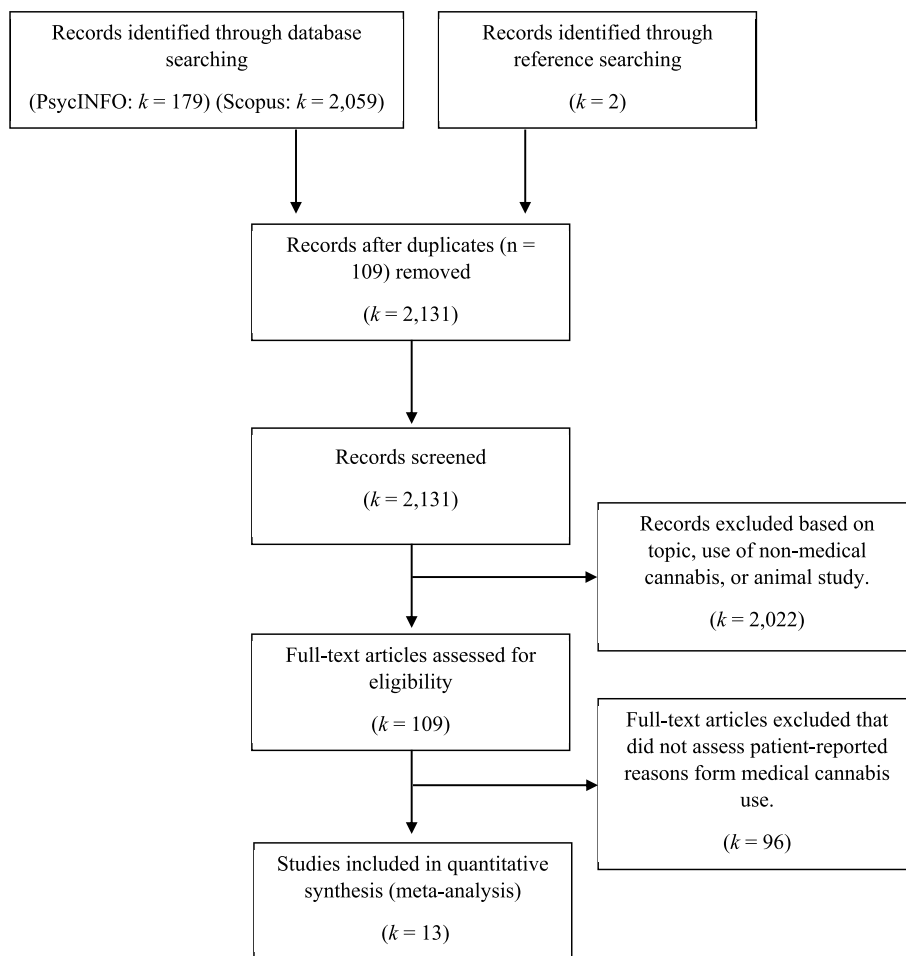 Records identified through database
searching
(PsycINFO: k = 179) (Scopus: k = 2,059)
Records identified through
reference searching
(k = 2)
Records after duplicates (n =
109) removed
(k = 2,131)
Records screened
(k = 2,131)
Records excluded based on
topic, use of non-medical
cannabis, or animal study.
(k = 2,022)
Full-text articles assessed for
eligibility
(k = 109)
Full-text articles excluded that
did not assess patient-reported
reasons form medical cannabis
use.
(k = 96)
Studies included in quantitative
synthesis (meta-analysis)
(k = 13)